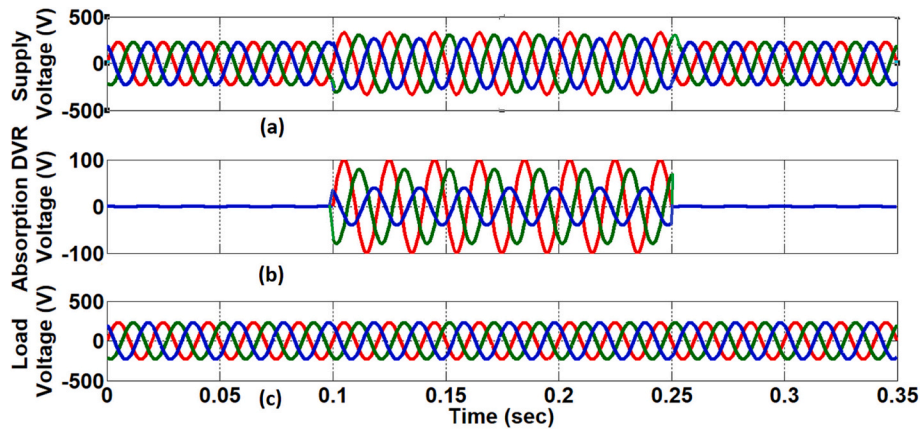 Supply
Voltage (V)
500
0
-500
(a)
Absorption DVR
Voltage (V)
100
0
-100
(b)
Load
Voltage (V)
500
0
-500
0
0.05
0.1
0.15
0.2
0.25
0.3
0.35
(c)
Time (sec)